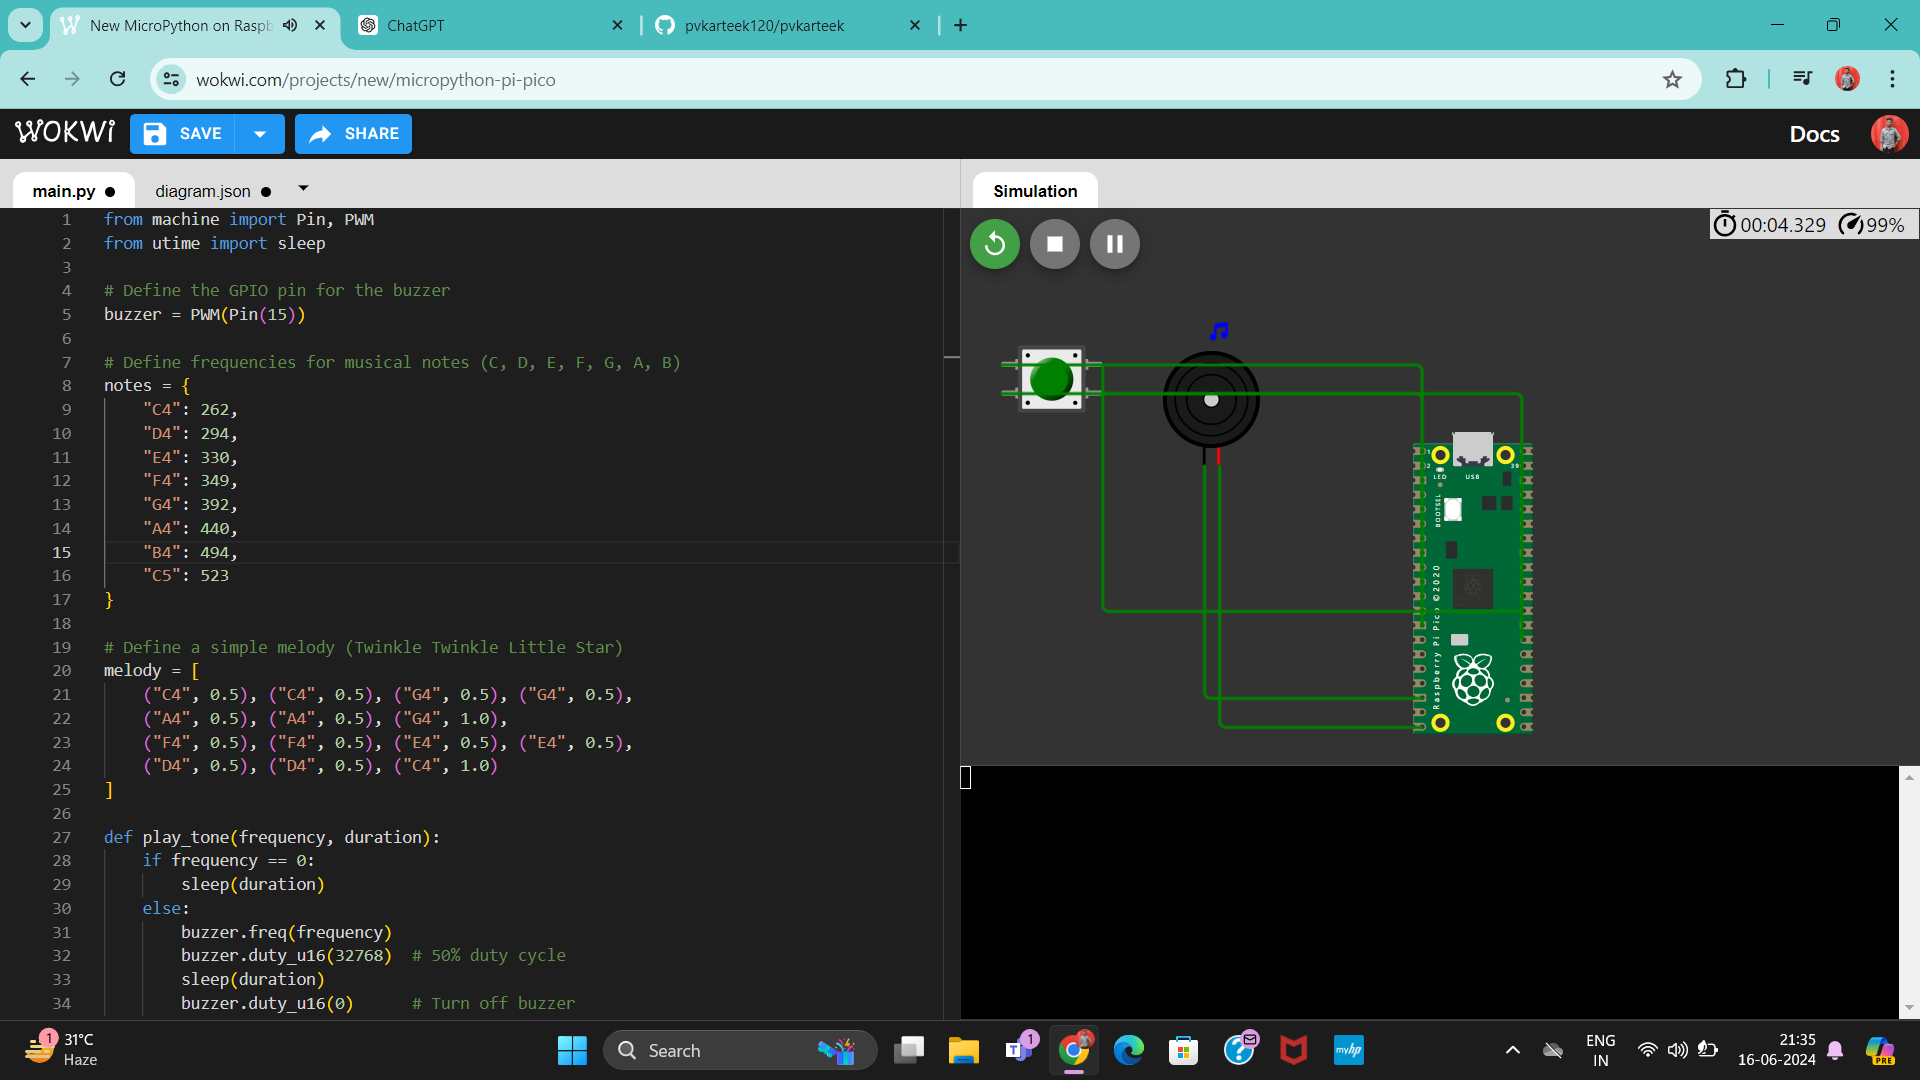 New MicroPython on Raspb
ChatGPT
pvkarteek120/pvkarteek
wokwi.com/projects/new/micropython-pi-pico
WOKWi
SAVE
SHARE
Docs
main.py
diagram.json
Simulation
1 from machine import Pin, PWM
2 from utime import sleep
3
4 # Define the GPIO pin for the buzzer
5 buzzer = PWM(Pin(15))
6
7 # Define frequencies for musical notes (C, D, E, F, G, A, B)
8 notes = {
9 "C4": 262,
10 "D4": 294,
11 "E4": 330,
12 "F4": 349,
13 "G4": 392,
14 "A4": 440,
15 "B4": 494,
16 "C5": 523
17 }
18
19 # Define a simple melody (Twinkle Twinkle Little Star)
20 melody = [
21 ("C4", 0.5), ("C4", 0.5), ("G4", 0.5), ("G4", 0.5),
22 ("A4", 0.5), ("A4", 0.5), ("G4", 1.0),
23 ("F4", 0.5), ("F4", 0.5), ("E4", 0.5), ("E4", 0.5),
24 ("D4", 0.5), ("D4", 0.5), ("C4", 1.0)
25 ]
26
27 def play_tone(frequency, duration):
28 if frequency == 0:
29 sleep(duration)
30 else:
31 buzzer.freq(frequency)
32 buzzer.duty_u16(32768) # 50% duty cycle
33 sleep(duration)
34 buzzer.duty_u16(0) # Turn off buzzer
00:04.329 99%
1
2
39
LED
USB
BOOTSEL
Raspberry Pi Pico ©2020
1
31°C
Haze
Search
1
myhp
ENG
IN
21:35
16-06-2024
PRE